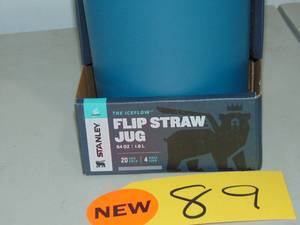 STANLEY
THE ICEFLOW™
FLIP STRAW
JUG
64 OZ | 1.9 L
20
4
NEW
89